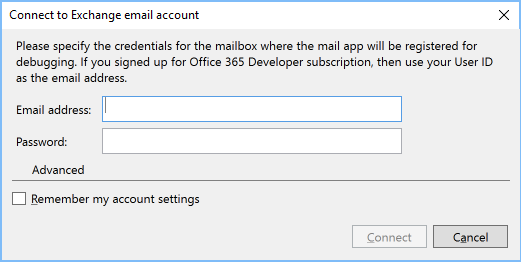 Connect to Exchange email account
Please specify the credentials for the mailbox where the mail app will be registered for
debugging. If you signed up for Office 365 Developer subscription, then use your User ID
as the email address.
Email address:
Password:
Advanced
Remember my account settings
Connect Cancel